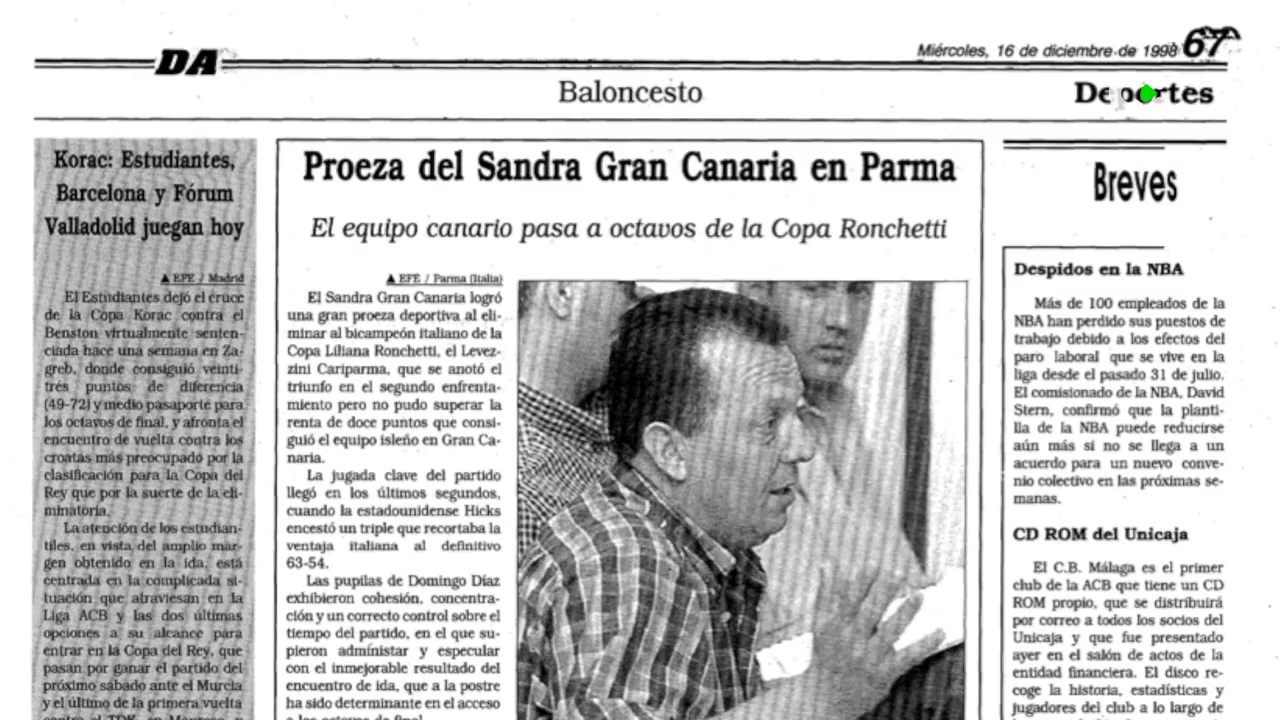 DA
Miércoles, 16 de diciembre de 1998
67
Baloncesto
Deportes
Korac: Estudiantes,
Barcelona y Fórum
Valladolid juegan hoy
▲ EFE / Madrid
El Estudiantes dejó el cruce
de la Copa Korac contra el
Benston virtualmente senten-
ciada hace una semana en Za-
greb, donde consiguió veinti-
trés puntos de diferencia
(49-72) y medio pasaporte para
los octavos de final, y afronta el
encuentro de vuelta contra los
croatas más preocupado por la
clasificación para la Copa del
Rey que por la suerte de la eli-
minatoria.
La atención de los estudian-
tiles, en vista del amplio mar-
gen obtenido en la ida, está
centrada en la complicada si-
tuación que atraviesan en la
Liga ACB y las dos últimas
opciones a su alcance para
entrar en la Copa del Rey, que
pasan por ganar el partido del
próximo sábado ante el Murcia
y el último de la primera vuelta
Proeza del Sandra Gran Canaria en Parma
El equipo canario pasa a octavos de la Copa Ronchetti
▲ EFE / Parma (Italia)
El Sandra Gran Canaria logró
una gran proeza deportiva al eli-
minar al bicampeón italiano de la
Copa Liliana Ronchetti, el Levez-
zini Cariparma, que se anotó el
triunfo en el segundo enfrenta-
miento pero no pudo superar la
renta de doce puntos que consi-
guió el equipo isleño en Gran Ca-
naria.
La jugada clave del partido
llegó en los últimos segundos,
cuando la estadounidense Hicks
encestó un triple que recortaba la
ventaja italiana al definitivo
63-54.
Las pupilas de Domingo Díaz
exhibieron cohesión, concentra-
ción y un correcto control sobre el
tiempo del partido, en el que su-
pieron administar y especular
con el inmejorable resultado del
encuentro de ida, que a la postre
ha sido determinante en el acceso
a los octavos de final.
Breves
Despidos en la NBA
Más de 100 empleados de la
NBA han perdido sus puestos de
trabajo debido a los efectos del
paro laboral que se vive en la
liga desde el pasado 31 de julio.
El comisionado de la NBA, David
Stern, confirmó que la planti-
lla de la NBA puede reducirse
aún más si no se llega a un
acuerdo para un nuevo conve-
nio colectivo en las próximas se-
manas.
CD ROM del Unicaja
El C.B. Málaga es el primer
club de la ACB que tiene un CD
ROM propio, que se distribuirá
por correo a todos los socios del
Unicaja y que fue presentado
ayer en el salón de actos de la
entidad financiera. El disco re-
coge la historia, estadísticas y
jugadores del club a lo largo de